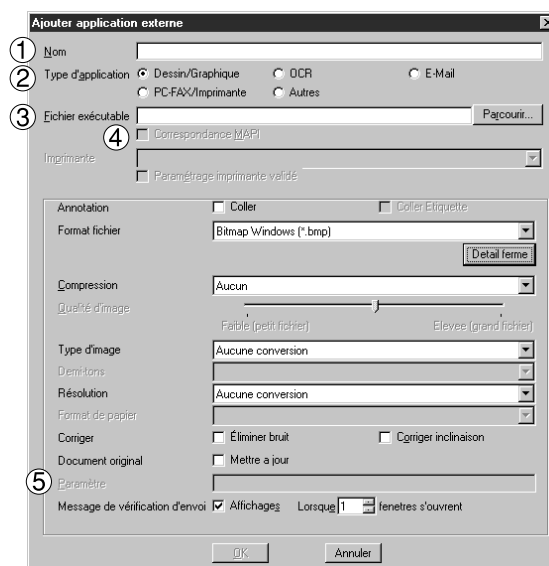 Ajouter application externe
① Nom
② Type d'application Dessin/Graphique OCR E-Mail
PC-FAX/Imprimante Autres
③ Fichier exécutable Parcourir...
④ Correspondance MAPI
Imprimante
Paramétrage imprimante validé
Annotation Coller Coller Etiquette
Format fichier Bitmap Windows (*.bmp)
Detail ferme
Compression Aucun
Qualité d'image
Faible (petit fichier) Elevee (grand fichier)
Type d'image Aucune conversion
Demi-tons
Résolution Aucune conversion
Format de papier
Corriger Éliminer bruit Corriger inclinaison
Document original Mettre a jour
⑤ Paramètre
Message de vérification d'envoi Affichages Lorsque 1 fenetres s'ouvrent
OK Annuler